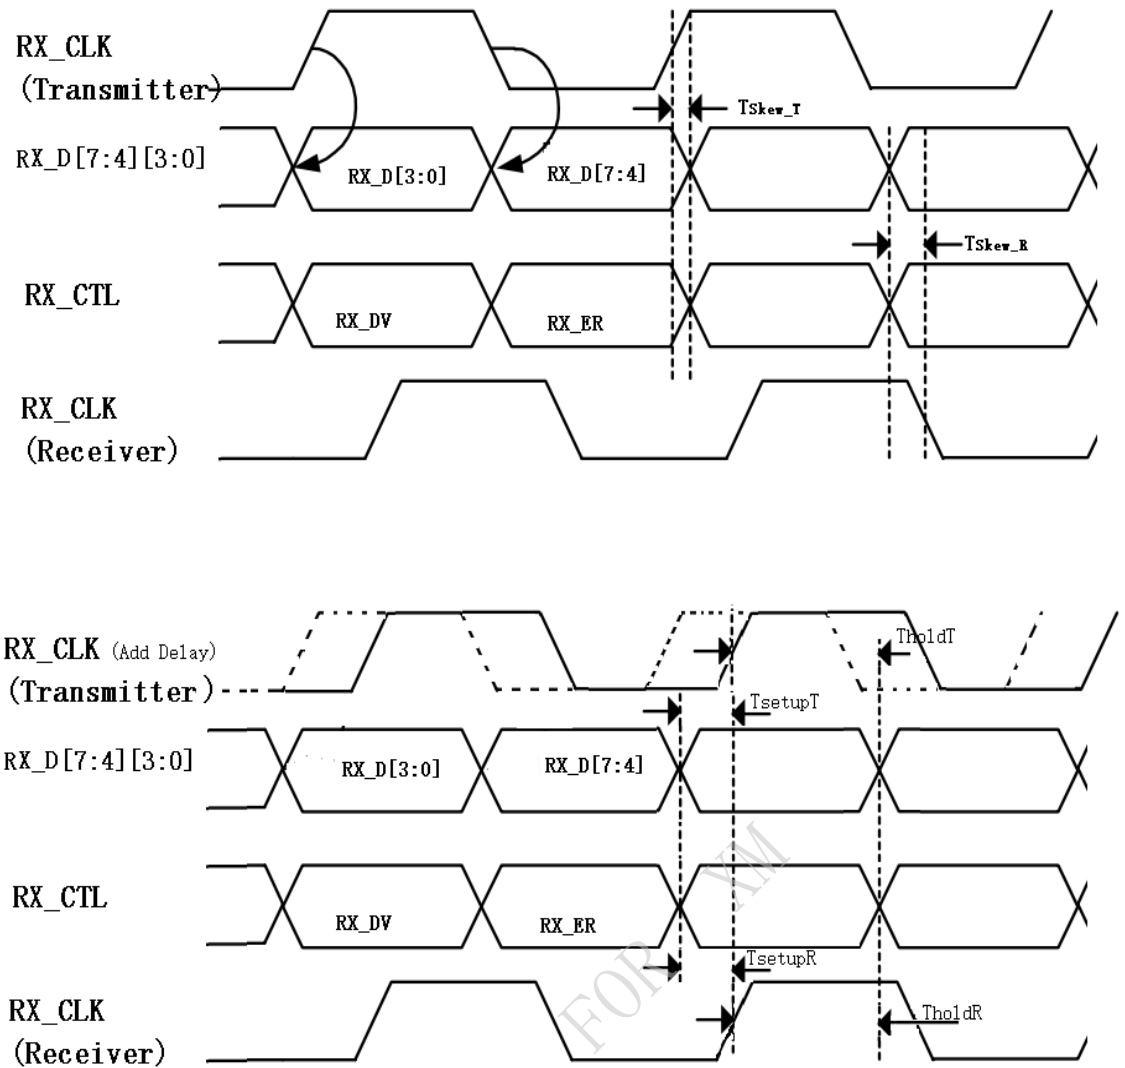 RX_CLK
(Transmitter)
TSkew_T
RX_D[7:4][3:0]
RX_D[3:0]
RX_D[7:4]
TSkew_R
RX_CTL
RX_DV
RX_ER
RX_CLK
(Receiver)
RX_CLK (Add Delay)
(Transmitter)
TholdT
TsetupT
RX_D[7:4][3:0]
RX_D[3:0]
RX_D[7:4]
RX_CTL
RX_DV
RX_ER
TsetupR
RX_CLK
(Receiver)
TholdR
FOR XM